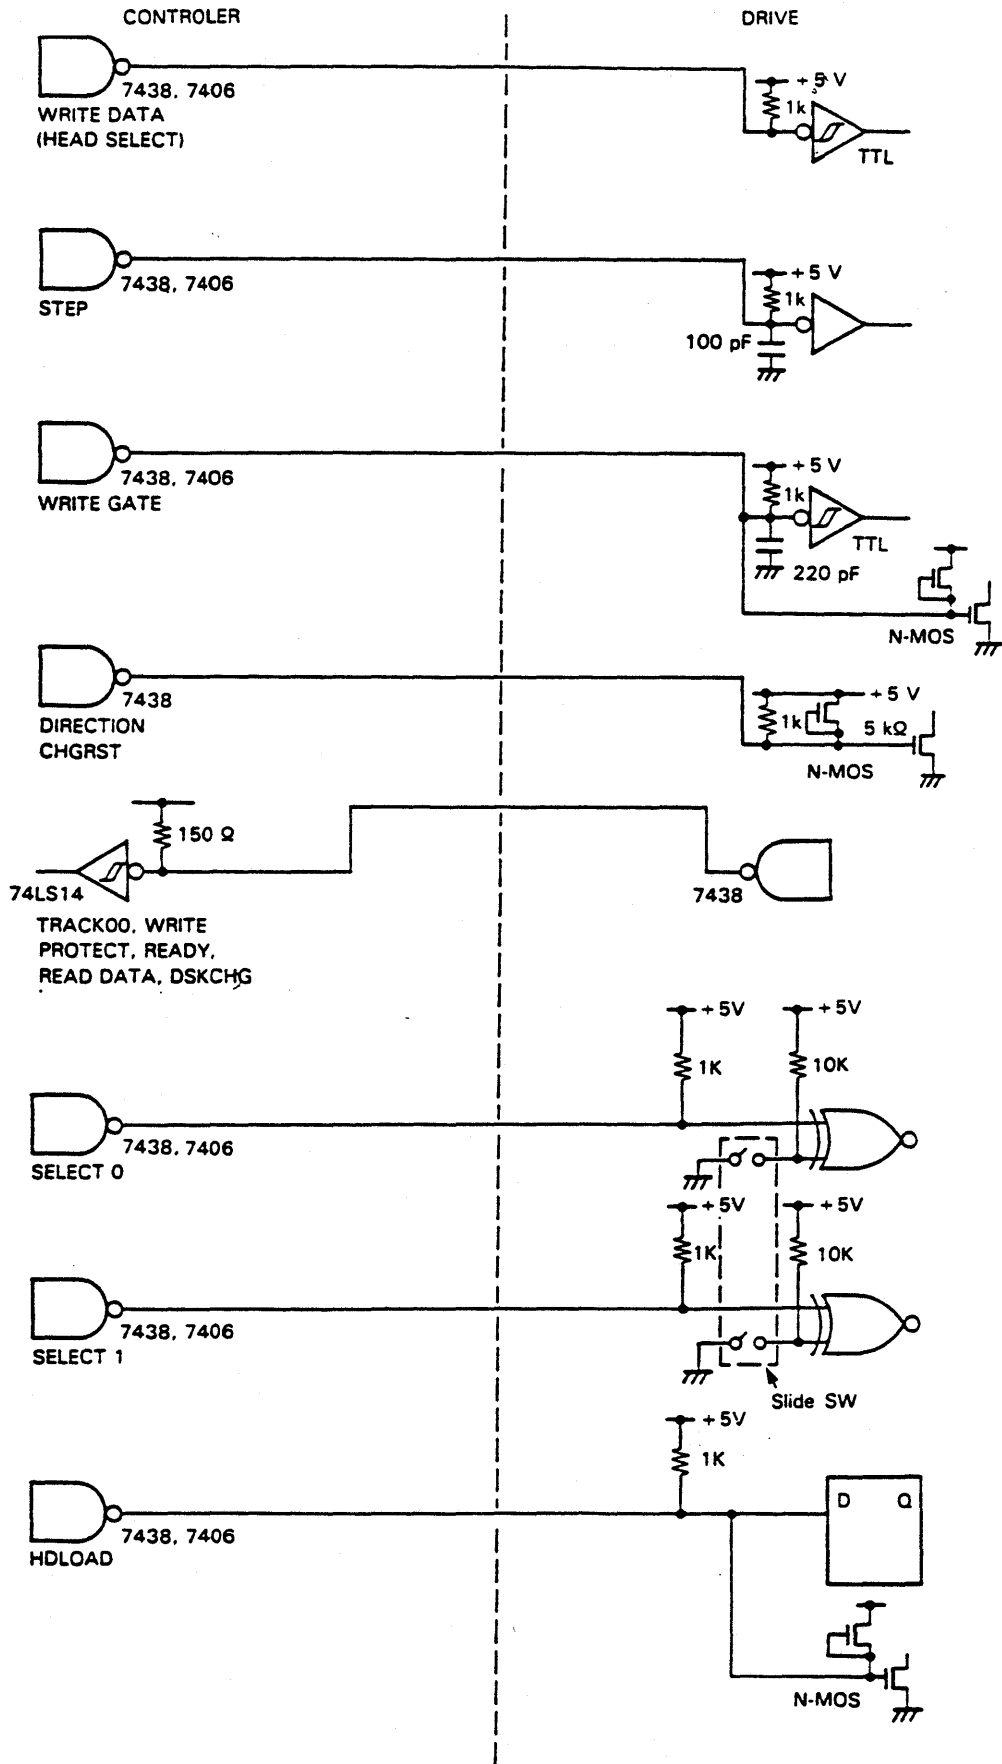 CONTROLER
DRIVE
7438, 7406
WRITE DATA
(HEAD SELECT)
+5 V
1k
TTL
7438, 7406
STEP
+5 V
1k
100 pF
7438, 7406
WRITE GATE
+5 V
1k
TTL
220 pF
N-MOS
7438
DIRECTION
CHGRST
+5 V
1k
5 kΩ
N-MOS
150 Ω
74LS14
7438
TRACK00, WRITE
PROTECT, READY,
READ DATA, DSKCHG
+5V
+5V
1K
10K
7438, 7406
SELECT 0
+5V
+5V
1K
10K
7438, 7406
SELECT 1
Slide SW
+5V
1K
D Q
7438, 7406
HDLOAD
N-MOS